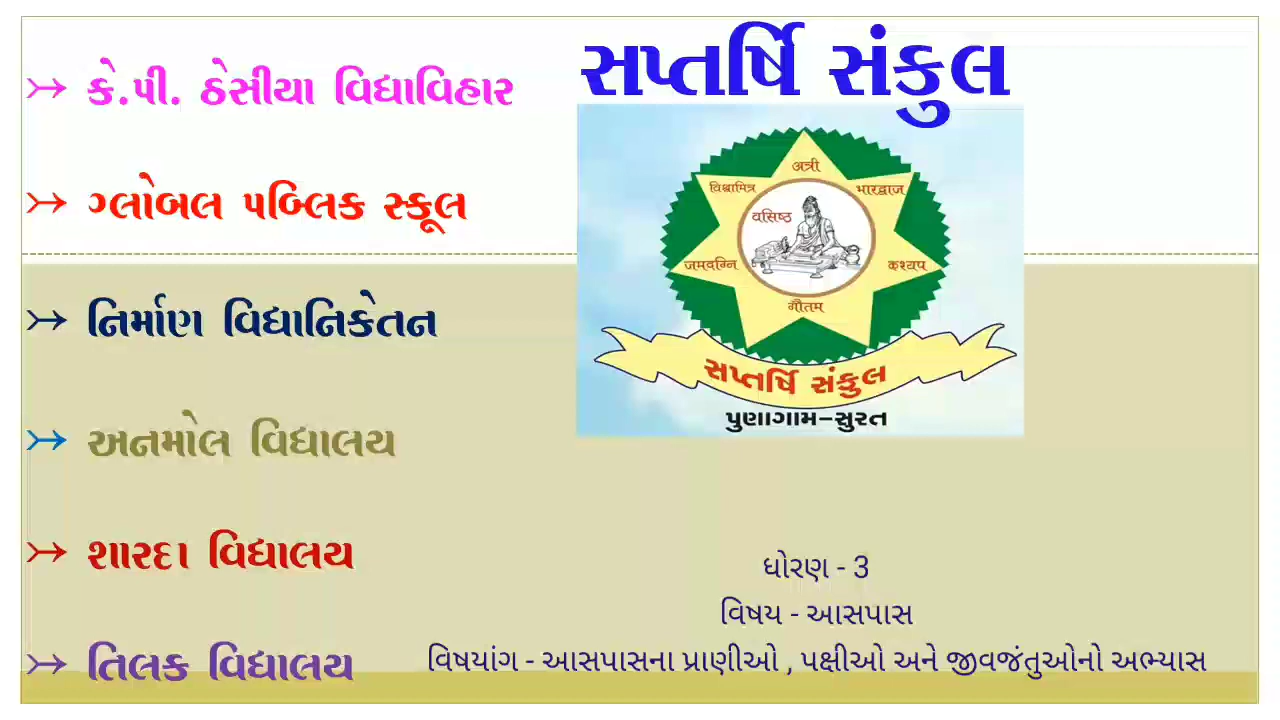 સપ્તર્ષિ સંકુલ
↣ કે.પી. ઠેસીયા વિદ્યાવિહાર
↣ ગ્લોબલ પબ્લિક સ્કૂલ
↣ નિર્માણ વિદ્યાનિકેતન
↣ અનમોલ વિદ્યાલય
↣ શારદા વિદ્યાલય
↣ તિલક વિદ્યાલય
अत्री
विश्वामित्र
भारद्वाज
वसिष्ठ
जमदग्नि
कश्यप
गौतम
સપ્તર્ષિ સંકુલ
પુણાગામ-સુરત
ધોરણ - 3
વિષય - આસપાસ
વિષયાંગ - આસપાસના પ્રાણીઓ , પક્ષીઓ અને જીવજંતુઓનો અભ્યાસ